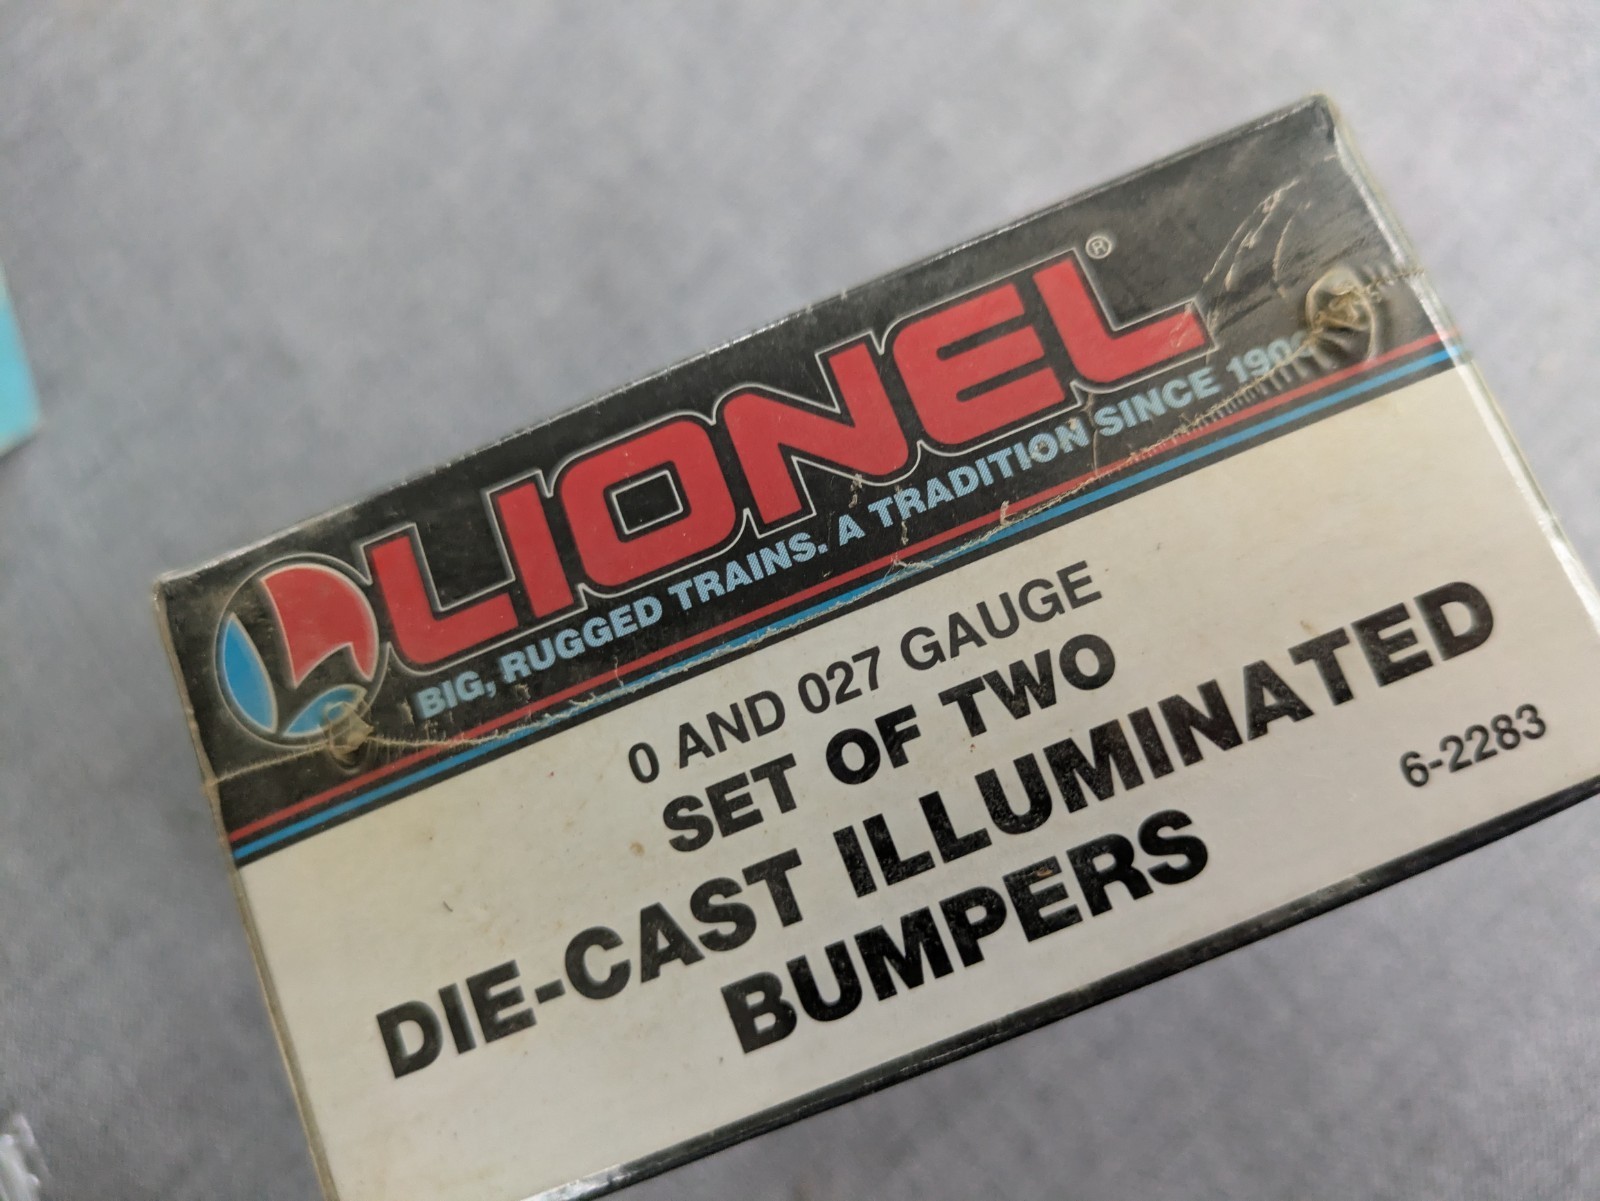 LIONEL®
BIG, RUGGED TRAINS. A TRADITION SINCE
0 AND 027 GAUGE
SET OF TWO
DIE-CAST ILLUMINATED
BUMPERS
6-2283